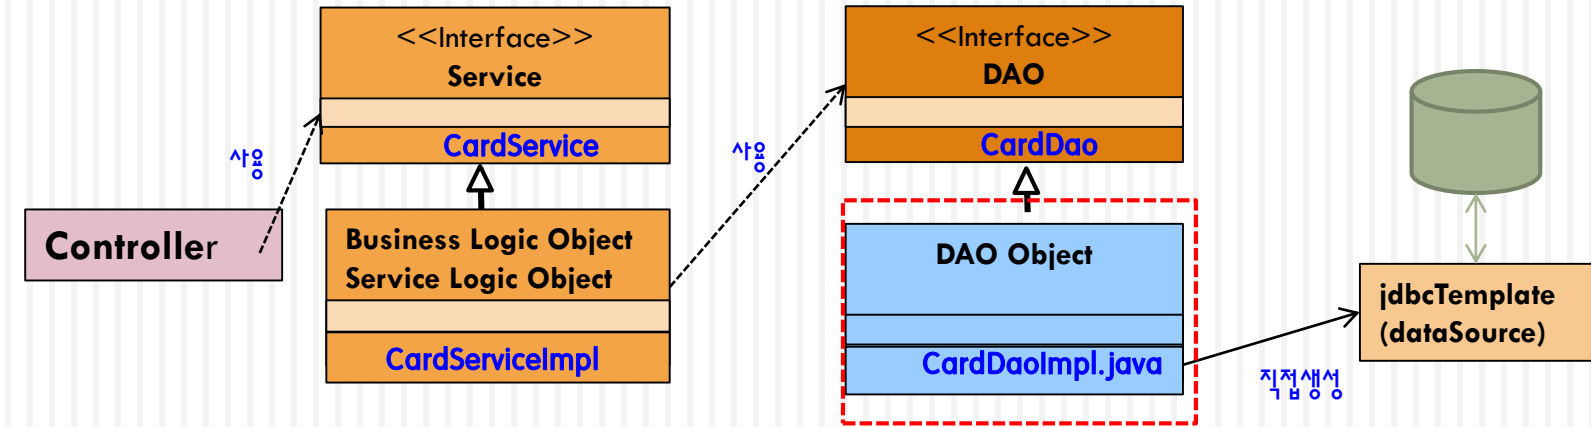 <<Interface>>
Service
CardService
사용
Controller
Business Logic Object
Service Logic Object
CardServiceImpl
사용
<<Interface>>
DAO
CardDao
DAO Object
CardDaoImpl.java
직접생성
jdbcTemplate
(dataSource)